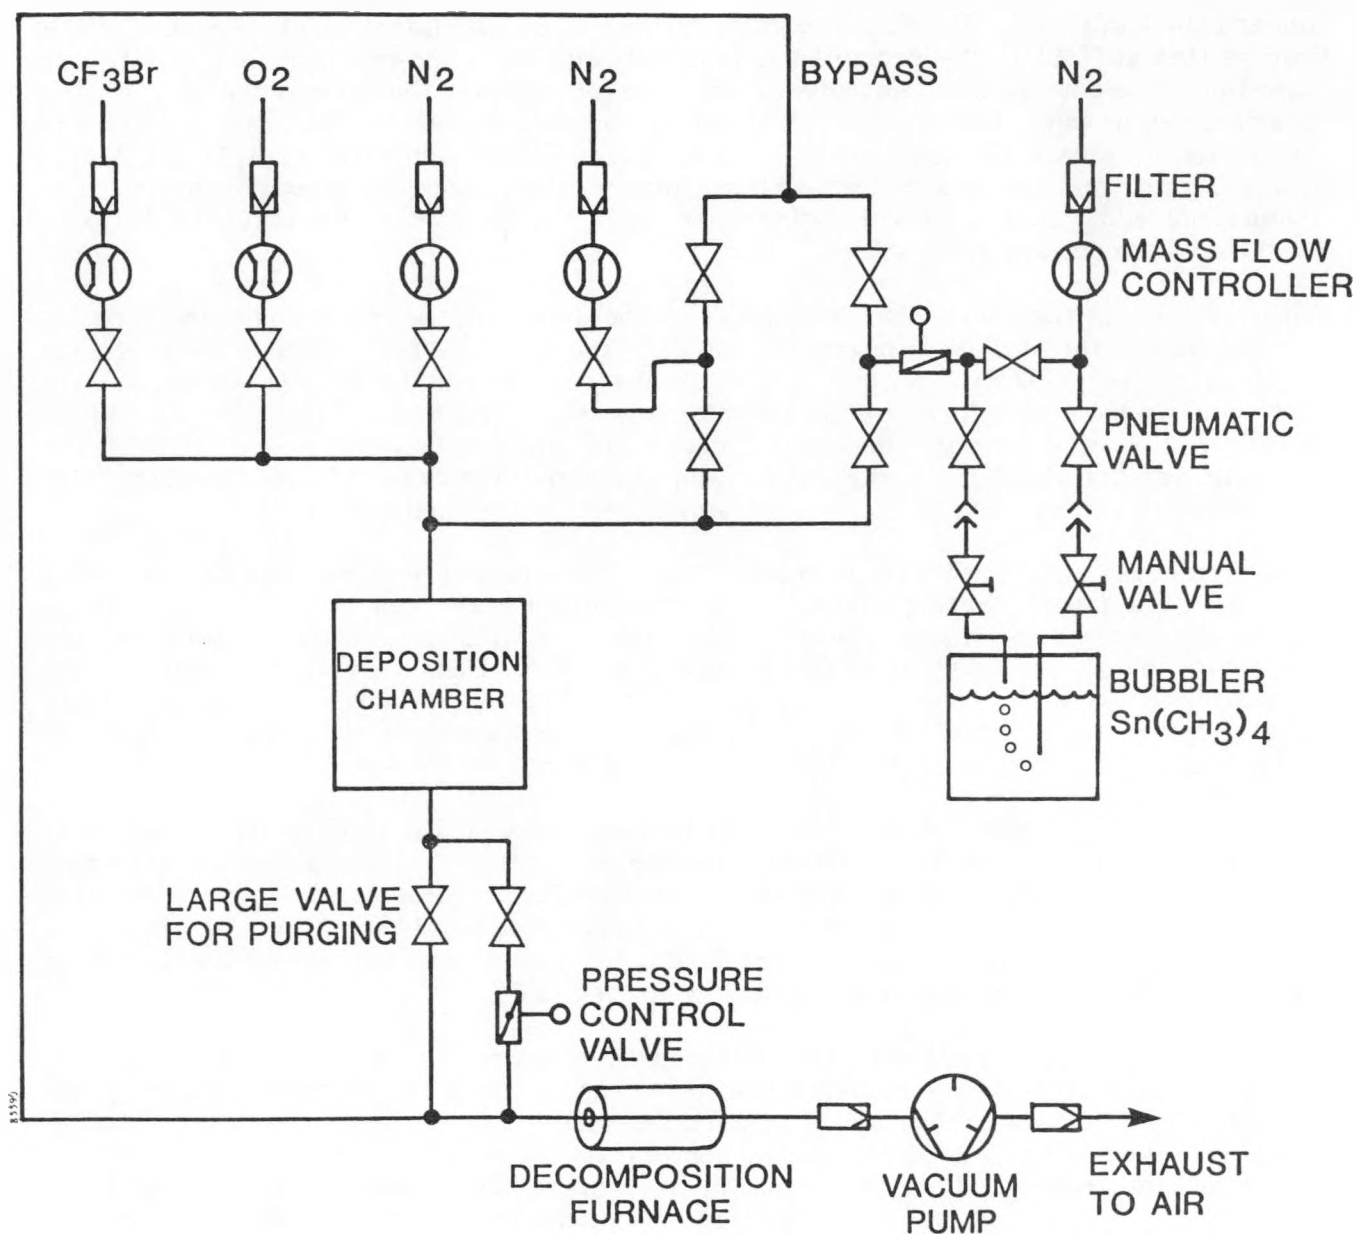 CF3Br O2 N2 N2 BYPASS N2
FILTER
MASS FLOW
CONTROLLER
PNEUMATIC
VALVE
MANUAL
VALVE
DEPOSITION
CHAMBER
BUBBLER
Sn(CH3)4
LARGE VALVE
FOR PURGING
PRESSURE
CONTROL
VALVE
DECOMPOSITION
FURNACE
VACUUM
PUMP
EXHAUST
TO AIR